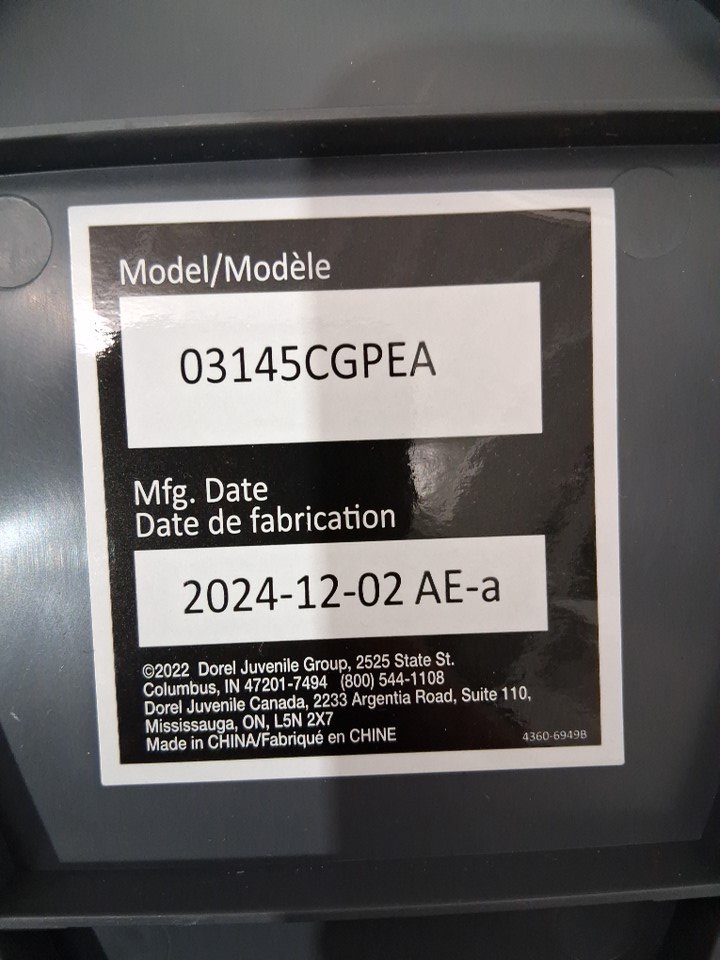 Model/Modèle
03145CGPEA
Mfg. Date
Date de fabrication
2024-12-02 AE-a
©2022 Dorel Juvenile Group, 2525 State St.
Columbus, IN 47201-7494 (800) 544-1108
Dorel Juvenile Canada, 2233 Argentia Road, Suite 110,
Mississauga, ON, L5N 2X7
Made in CHINA/Fabriqué en CHINE
4360-6949B